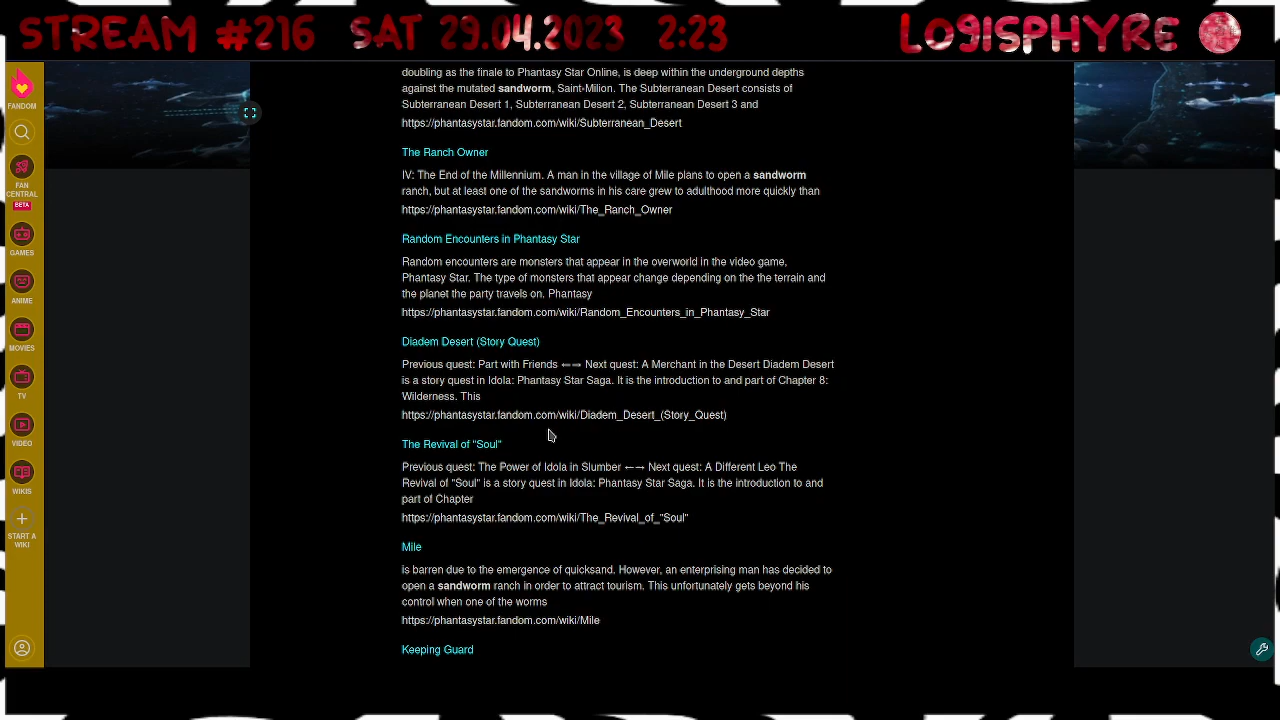 STREAM #216 SAT 29.04.2023 2:23 LO9ISPHYRE
FANDOM
FAN
CENTRAL
BETA
GAMES
ANIME
MOVIES
TV
VIDEO
WIKIS
START A
WIKI
doubling as the finale to Phantasy Star Online, is deep within the underground depths
against the mutated sandworm, Saint-Milion. The Subterranean Desert consists of
Subterranean Desert 1, Subterranean Desert 2, Subterranean Desert 3 and
https://phantasystar.fandom.com/wiki/Subterranean_Desert
The Ranch Owner
IV: The End of the Millennium. A man in the village of Mile plans to open a sandworm
ranch, but at least one of the sandworms in his care grew to adulthood more quickly than
https://phantasystar.fandom.com/wiki/The_Ranch_Owner
Random Encounters in Phantasy Star
Random encounters are monsters that appear in the overworld in the video game,
Phantasy Star. The type of monsters that appear change depending on the the terrain and
the planet the party travels on. Phantasy
https://phantasystar.fandom.com/wiki/Random_Encounters_in_Phantasy_Star
Diadem Desert (Story Quest)
Previous quest: Part with Friends ⟵⟶ Next quest: A Merchant in the Desert Diadem Desert
is a story quest in Idola: Phantasy Star Saga. It is the introduction to and part of Chapter 8:
Wilderness. This
https://phantasystar.fandom.com/wiki/Diadem_Desert_(Story_Quest)
The Revival of "Soul"
Previous quest: The Power of Idola in Slumber ⟵⟶ Next quest: A Different Leo The
Revival of "Soul" is a story quest in Idola: Phantasy Star Saga. It is the introduction to and
part of Chapter
https://phantasystar.fandom.com/wiki/The_Revival_of_"Soul"
Mile
is barren due to the emergence of quicksand. However, an enterprising man has decided to
open a sandworm ranch in order to attract tourism. This unfortunately gets beyond his
control when one of the worms
https://phantasystar.fandom.com/wiki/Mile
Keeping Guard